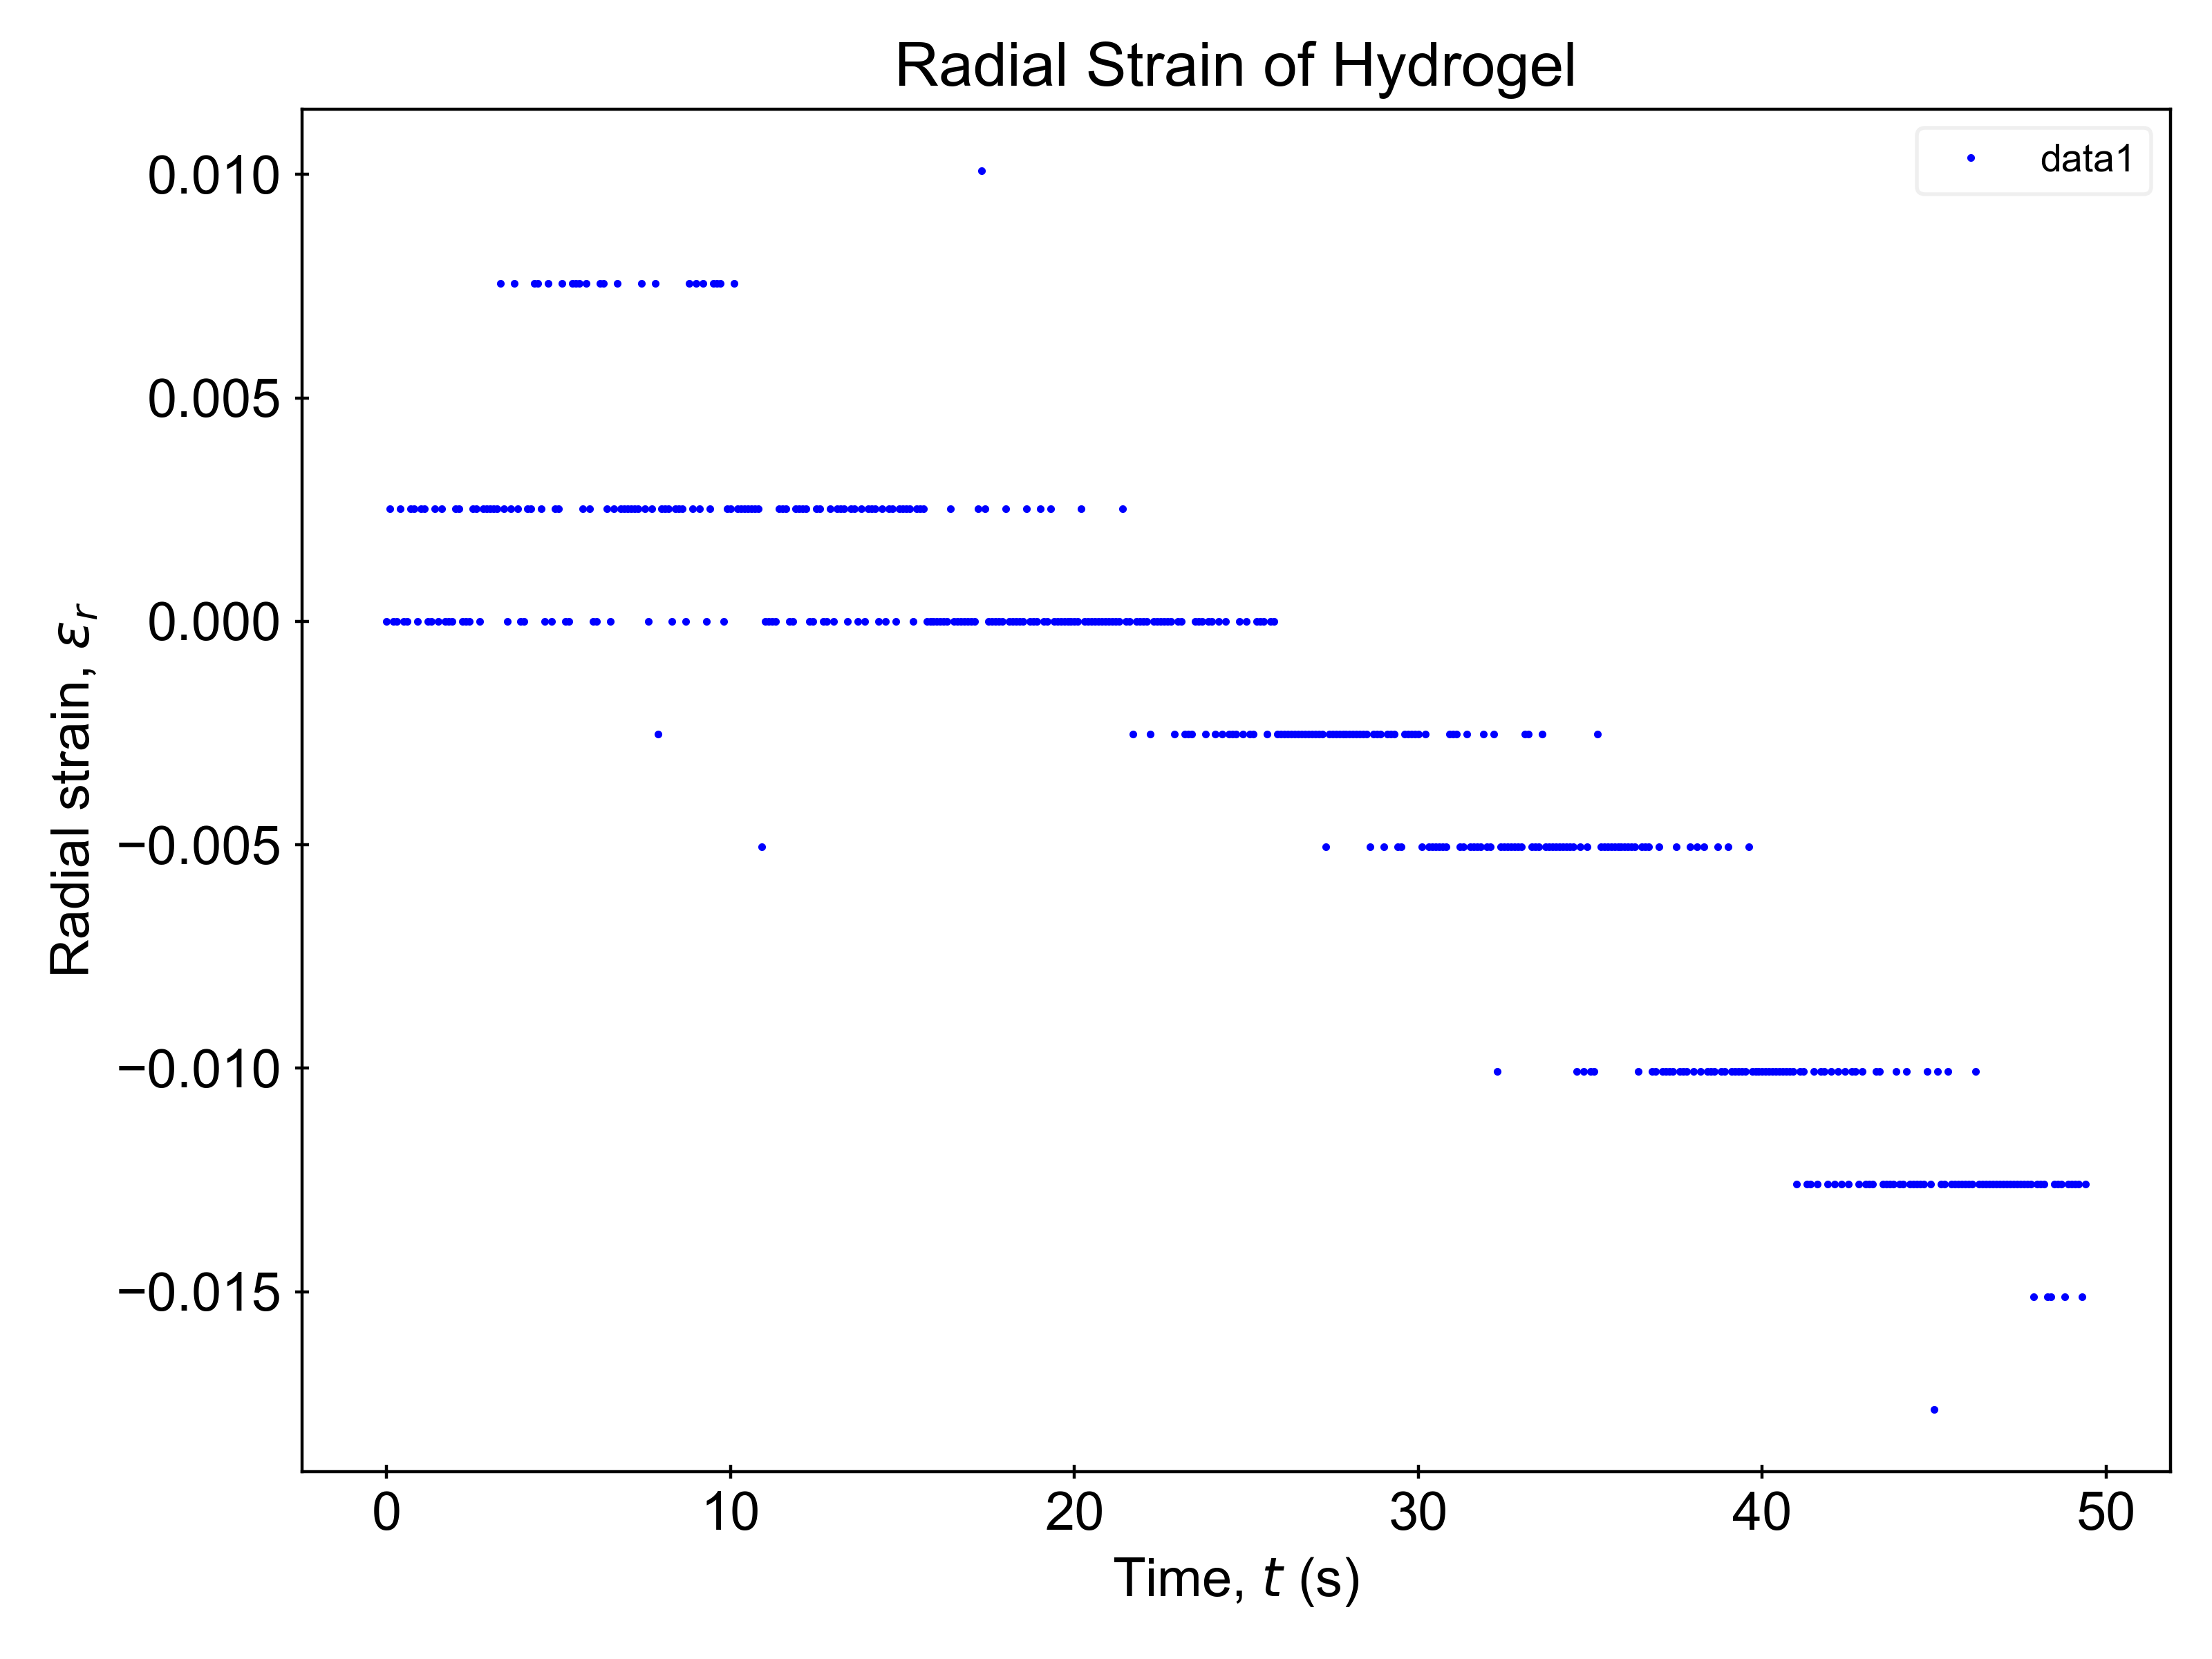 Radial Strain of Hydrogel
data1
0.010
0.005
0.000
−0.005
−0.010
−0.015
Radial strain, εr
0 10 20 30 40 50
Time, t (s)